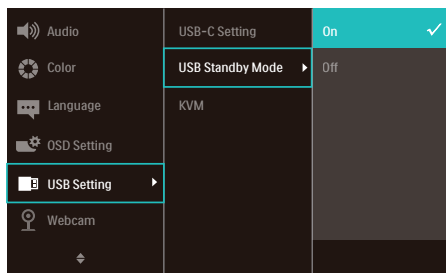 Audio
Color
Language
OSD Setting
USB Setting
Webcam
USB-C Setting
USB Standby Mode
KVM
On
Off